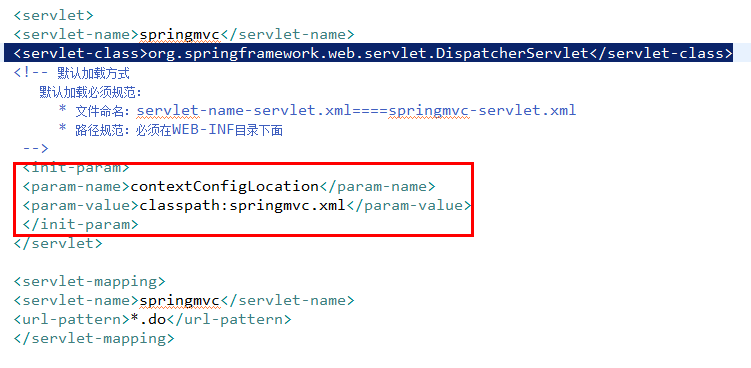 <servlet>
<servlet-name>springmvc</servlet-name>
<servlet-class>org.springframework.web.servlet.DispatcherServlet</servlet-class>
<!-- 默认加载方式
默认加载必须规范：
* 文件命名：servlet-name-servlet.xml====springmvc-servlet.xml
* 路径规范：必须在WEB-INF目录下面
-->
<init-param>
<param-name>contextConfigLocation</param-name>
<param-value>classpath:springmvc.xml</param-value>
</init-param>
</servlet>
<servlet-mapping>
<servlet-name>springmvc</servlet-name>
<url-pattern>*.do</url-pattern>
</servlet-mapping>